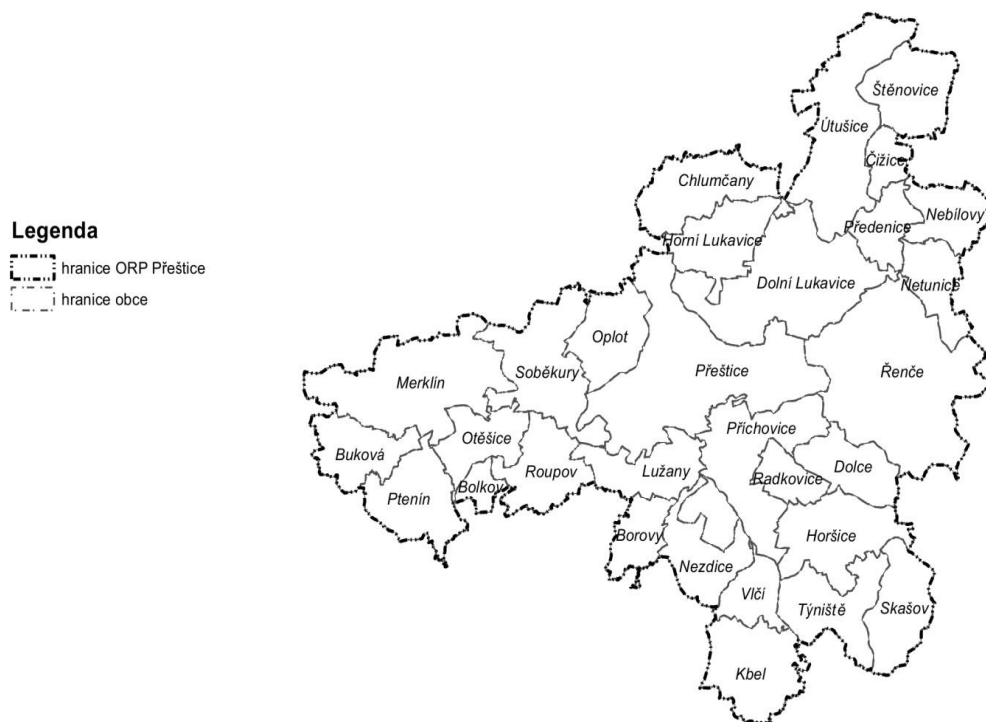 Legenda
hranice ORP Přeštice
hranice obce
Štěnovice
Útušice
Čížice
Chlumčany
Nebílovy
Předenice
Horní Lukavice
Dolní Lukavice
Netunice
Oplot
Přeštice
Řenče
Soběkury
Merklín
Příchovice
Otěšice
Buková
Roupov
Lužany
Dolce
Radkovice
Bolkov
Ptenín
Borovy
Horšice
Nezdice
Vlčí
Týniště
Skašov
Kbel